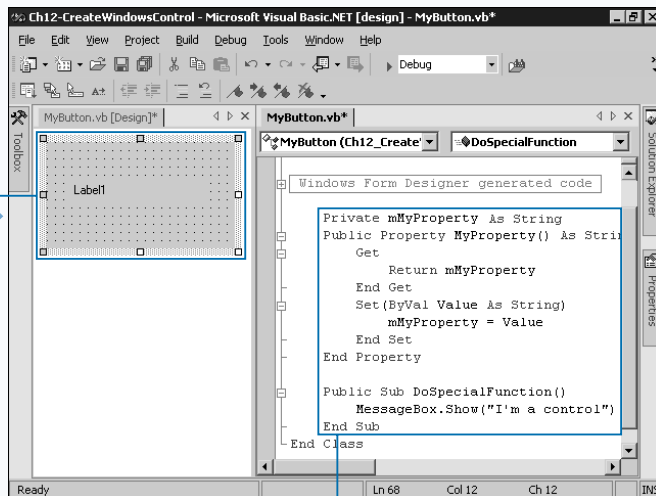 Ch12-CreateWindowsControl - Microsoft Visual Basic.NET [design] - MyButton.vb*
File Edit View Project Build Debug Tools Window Help
Debug
MyButton.vb [Design]*
MyButton.vb*
Toolbox
MyButton (Ch12_Create
DoSpecialFunction
Label1
Windows Form Designer generated code
Private mMyProperty As String
Public Property MyProperty() As Strin
Get
Return mMyProperty
End Get
Set(ByVal Value As String)
mMyProperty = Value
End Set
End Property
Public Sub DoSpecialFunction()
MessageBox.Show("I'm a control")
End Sub
End Class
Solution Explorer
Properties
Ready Ln 68 Col 12 Ch 12 INS